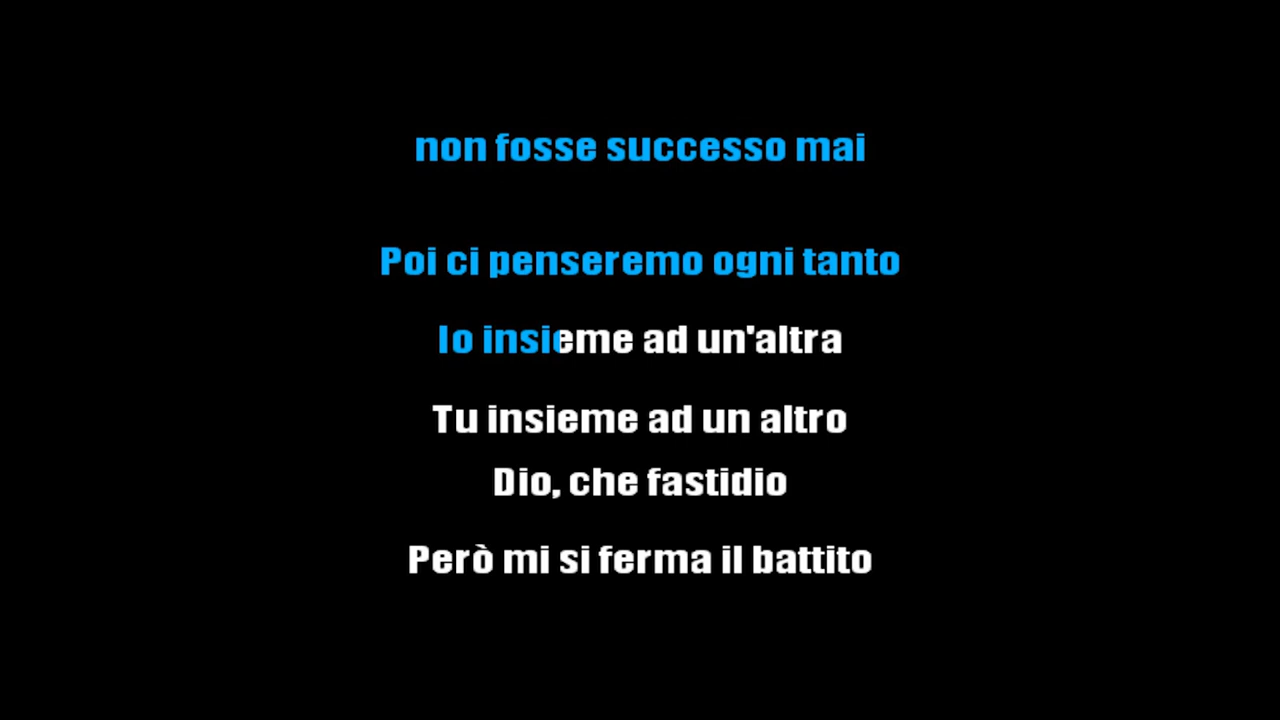 non fosse successo mai
Poi ci penseremo ogni tanto
Io insieme ad un'altra
Tu insieme ad un altro
Dio, che fastidio
Però mi si ferma il battito